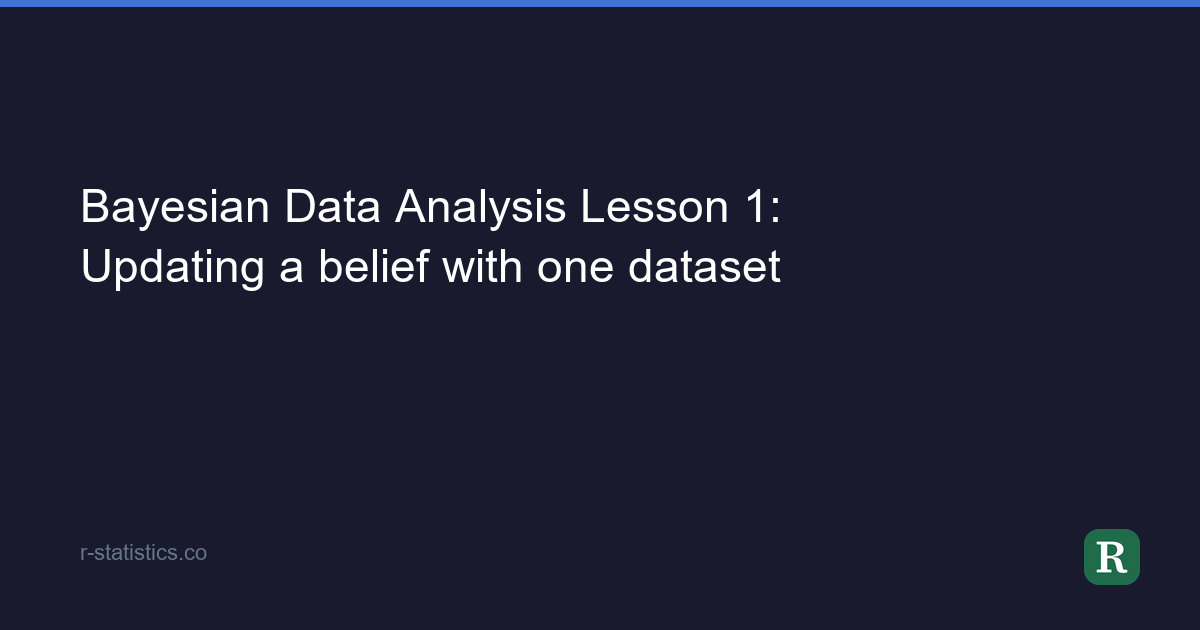 Bayesian Data Analysis Lesson 1:
Updating a belief with one dataset
r-statistics.co
R